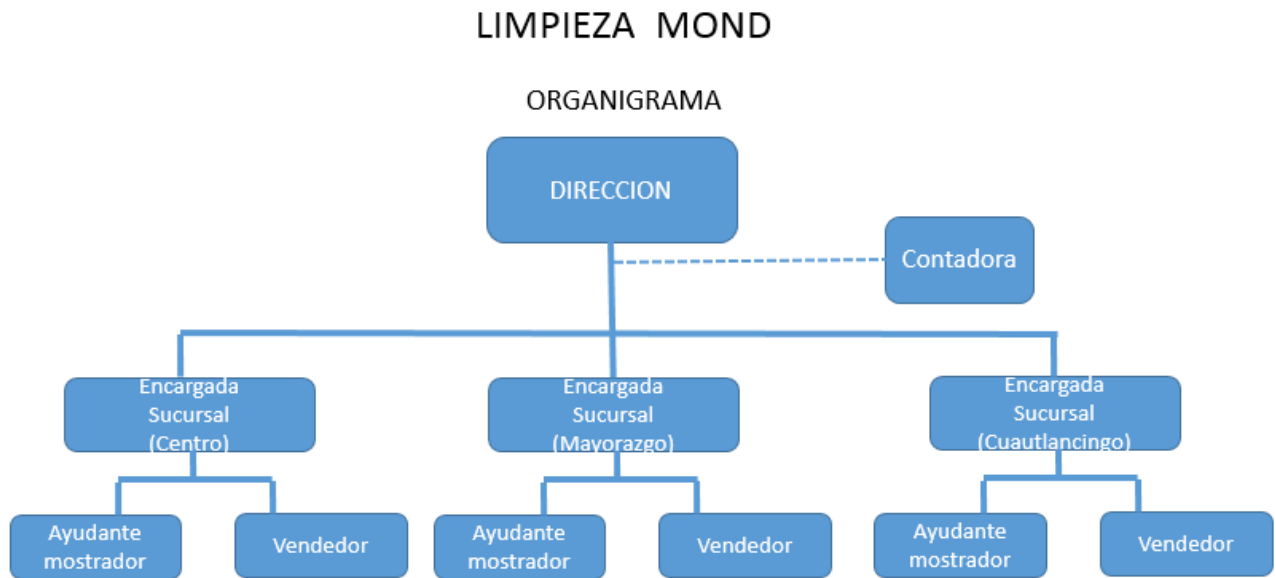 LIMPIEZA MOND
ORGANIGRAMA
DIRECCION
Contadora
Encargada
Sucursal
(Centro)
Encargada
Sucursal
(Mayorazgo)
Encargada
Sucursal
(Cuautlancingo)
Ayudante
mostrador
Vendedor
Ayudante
mostrador
Vendedor
Ayudante
mostrador
Vendedor